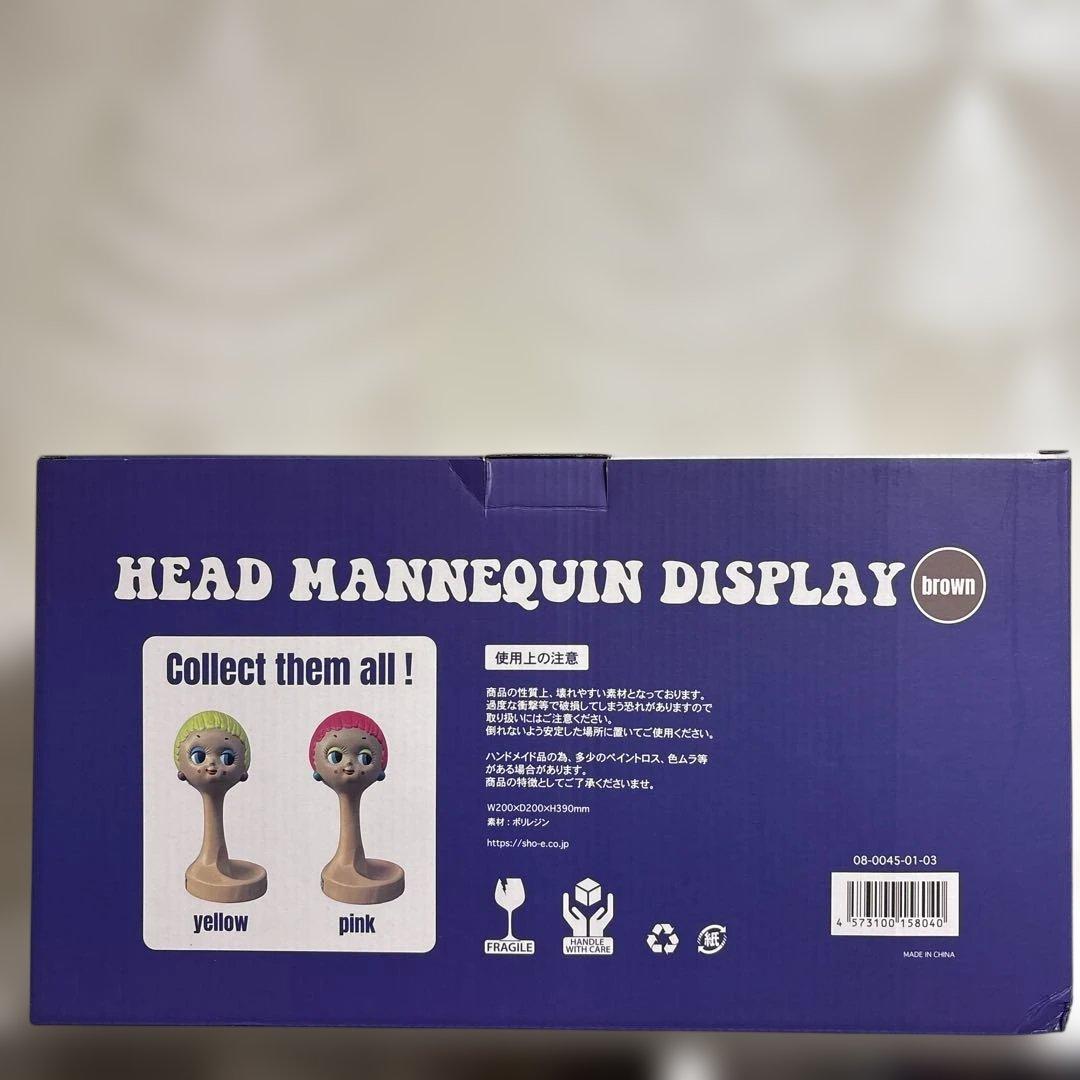 HEAD MANNEQUIN DISPLAY
brown
Collect them all !
yellow
pink
使用上の注意
商品の性質上、壊れやすい素材となっております。
過度な衝撃等で破損してしまう恐れがありますので
取り扱いにはご注意ください。
倒れないよう安定した場所に置いてご使用ください。
ハンドメイド品の為、多少のペイントロス、色ムラ等
がある場合があります。
商品の特徴としてご了承くださいませ。
W200×D200×H390mm
素材：ポリレジン
https://sho-e.co.jp
FRAGILE
HANDLE
WITH CARE
紙
08-0045-01-03
4 573100 158040
MADE IN CHINA